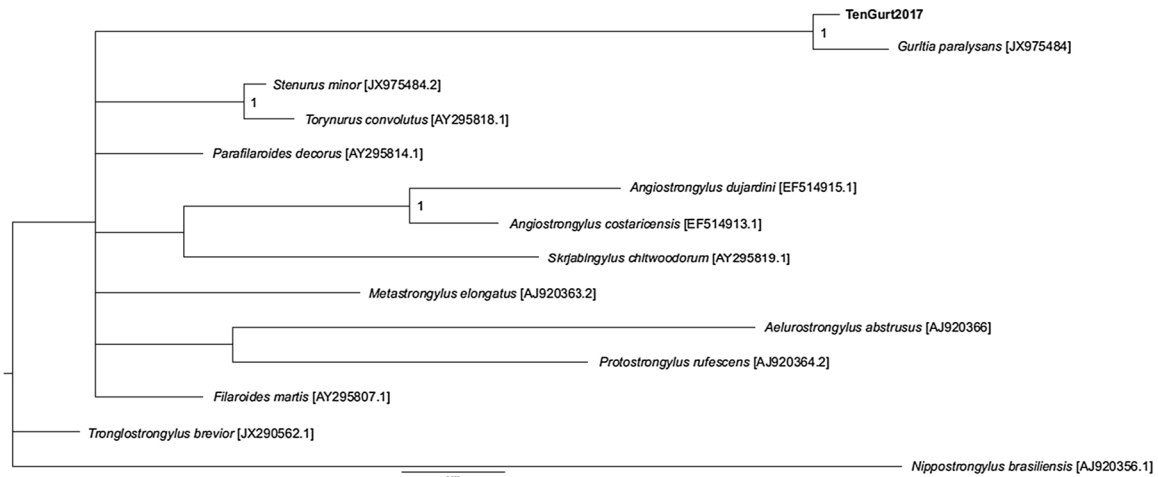 TenGurt2017
1
Gurltia paralysans [JX975484]
Stenurus minor [JX975484.2]
1
Torynurus convolutus [AY295818.1]
Parafilaroides decorus [AY295814.1]
Angiostrongylus dujardini [EF514915.1]
1
Angiostrongylus costaricensis [EF514913.1]
Skrjabingylus chitwoodorum [AY295819.1]
Metastrongylus elongatus [AJ920363.2]
Aelurostrongylus abstrusus [AJ920366]
Protostrongylus rufescens [AJ920364.2]
Filaroides martis [AY295807.1]
Tronglostrongylus brevior [JX290562.1]
Nippostrongylus brasiliensis [AJ920356.1]